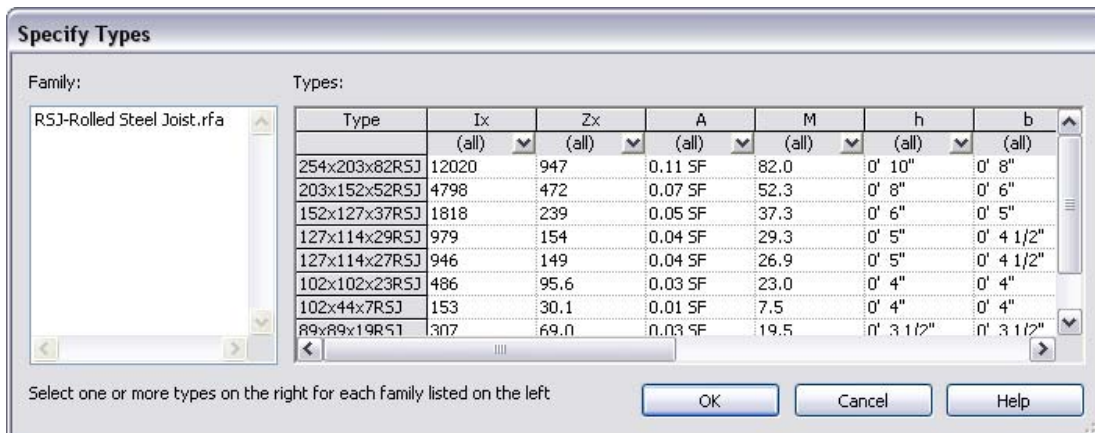 Specify Types
Family:
Types:
RSJ-Rolled Steel Joist.rfa
Type Ix Zx A M h b
(all) (all) (all) (all) (all) (all)
254x203x82RSJ 12020 947 0.11 SF 82.0 0' 10" 0' 8"
203x152x52RSJ 4798 472 0.07 SF 52.3 0' 8" 0' 6"
152x127x37RSJ 1818 239 0.05 SF 37.3 0' 6" 0' 5"
127x114x29RSJ 979 154 0.04 SF 29.3 0' 5" 0' 4 1/2"
127x114x27RSJ 946 149 0.04 SF 26.9 0' 5" 0' 4 1/2"
102x102x23RSJ 486 95.6 0.03 SF 23.0 0' 4" 0' 4"
102x44x7RSJ 153 30.1 0.01 SF 7.5 0' 4" 0' 4"
89x89x19RSJ 307 69.0 0.03 SF 19.5 0' 3 1/2" 0' 3 1/2"
Select one or more types on the right for each family listed on the left
OK Cancel Help